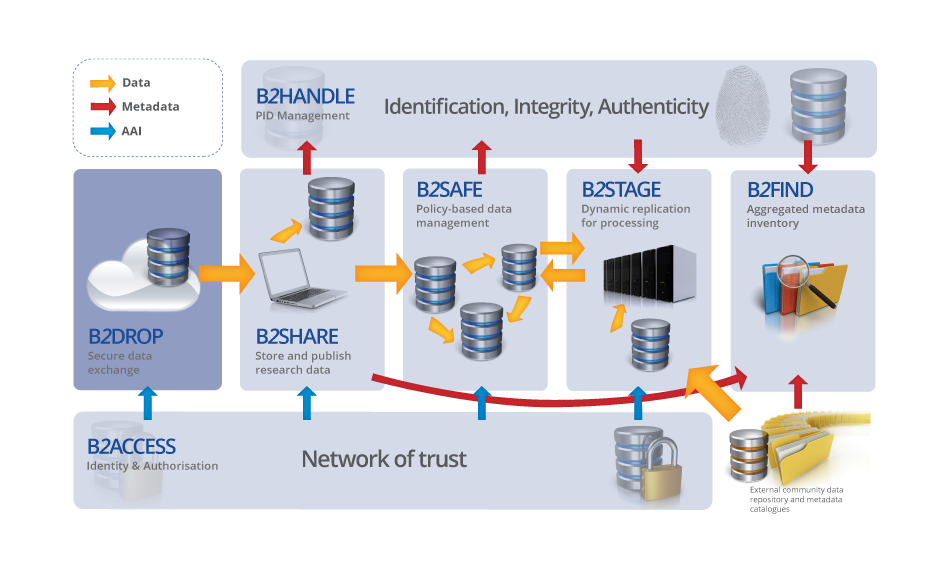 Data
Metadata
AAI
B2HANDLE
PID Management
Identification, Integrity, Authenticity
B2DROP
Secure data
exchange
B2SHARE
Store and publish
research data
B2SAFE
Policy-based data
management
B2STAGE
Dynamic replication
for processing
B2FIND
Aggregated metadata
inventory
B2ACCESS
Identity & Authorisation
Network of trust
External community data
repository and metadata
catalogues